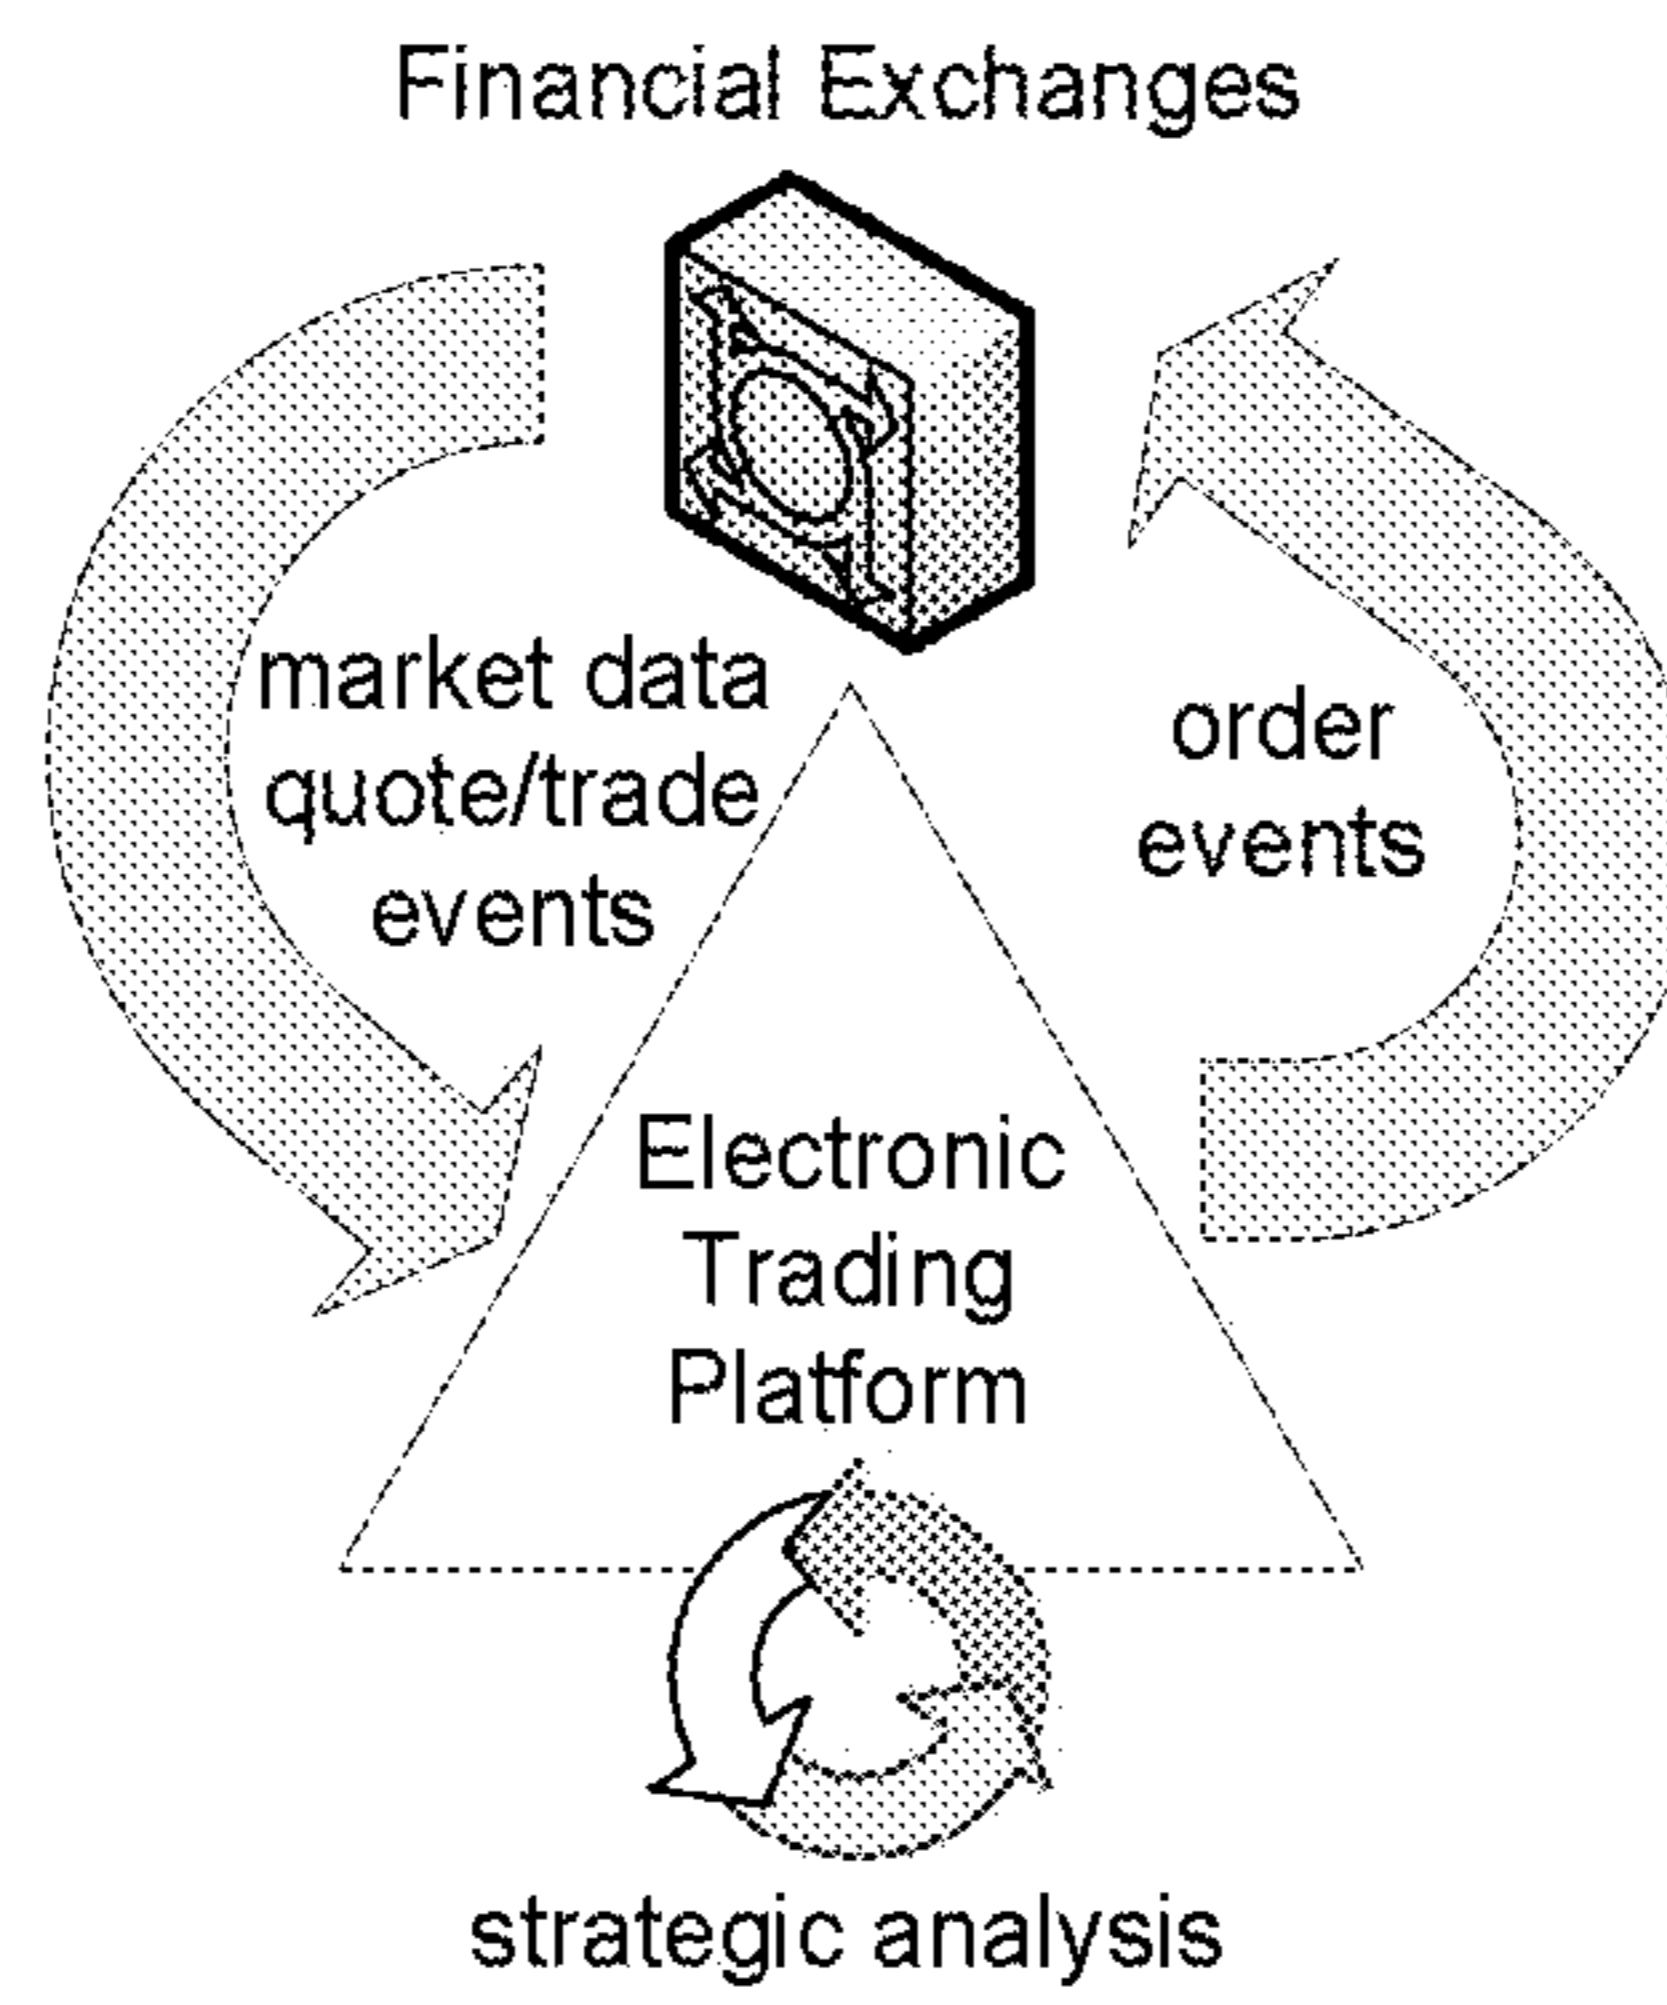 Financial Exchanges
market data
quote/trade
events
order
events
Electronic
Trading
Platform
strategic analysis